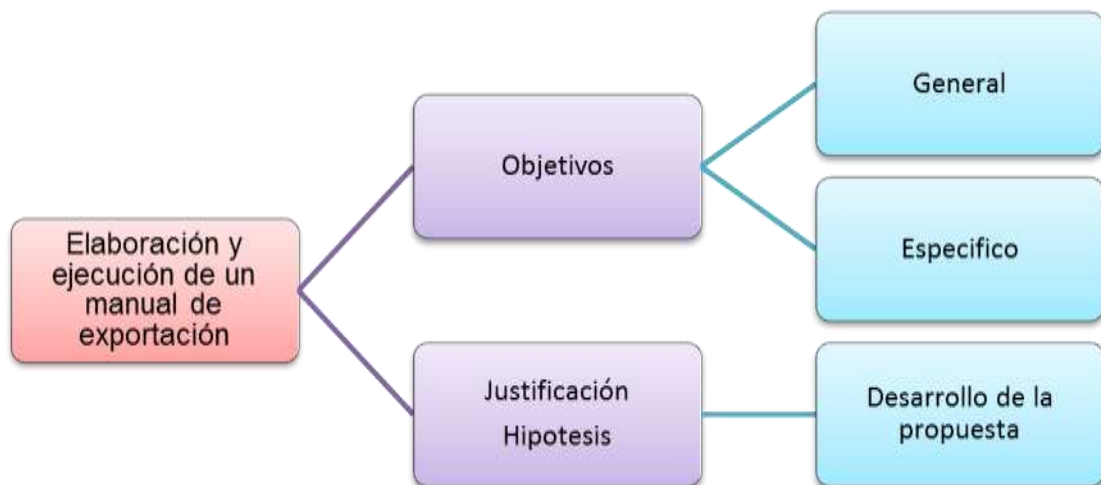 Elaboración y
ejecución de un
manual de
exportación
Objetivos
Justificación
Hipotesis
General
Especifico
Desarrollo de la
propuesta